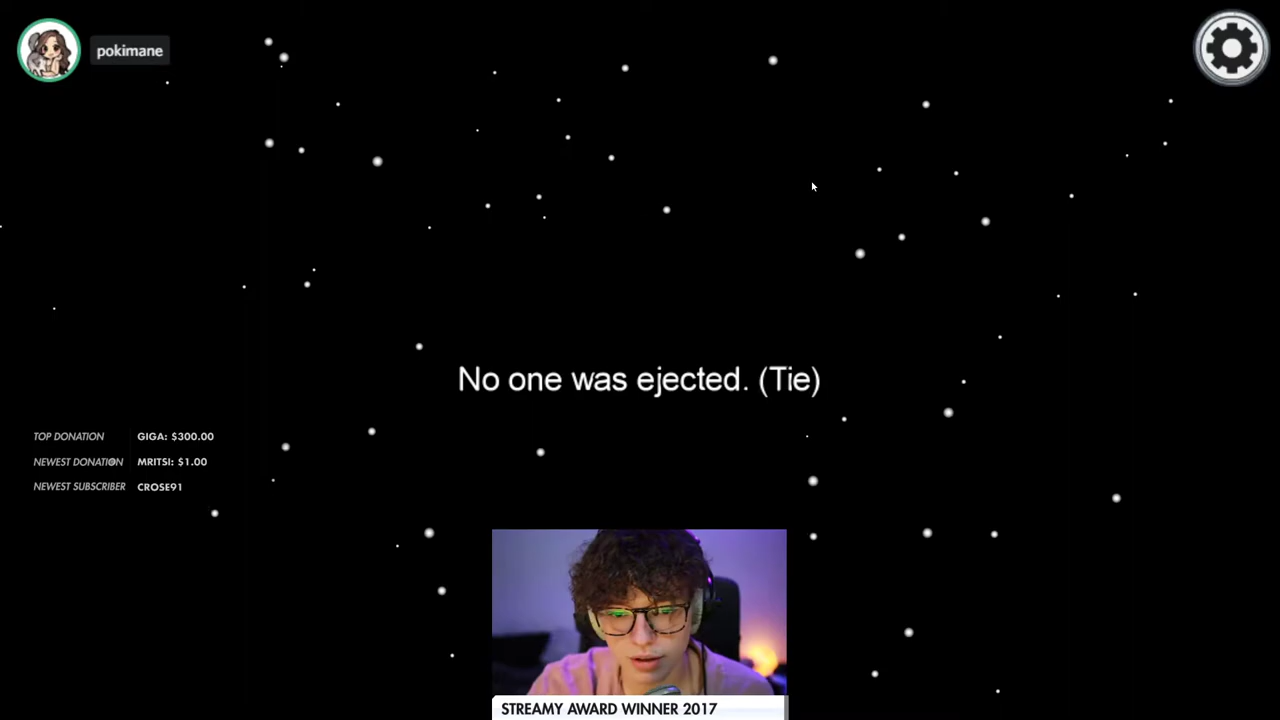 pokimane
No one was ejected. (Tie)
TOP DONATION GIGA: $300.00
NEWEST DONATION MRITSI: $1.00
NEWEST SUBSCRIBER CROSE91
STREAMY AWARD WINNER 2017